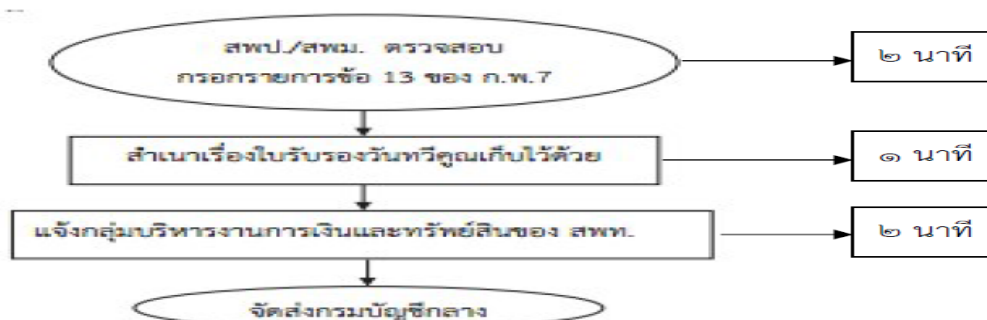 สพป./สพม. ตรวจสอบ
กรอกรายการข้อ 13 ของ ก.พ.7
๒ นาที
สำเนาเรื่องใบรับรองวันทวีคูณเก็บไว้ด้วย
๑ นาที
แจ้งกลุ่มบริหารงานการเงินและทรัพย์สินของ สพท.
๒ นาที
จัดส่งกรมบัญชีกลาง